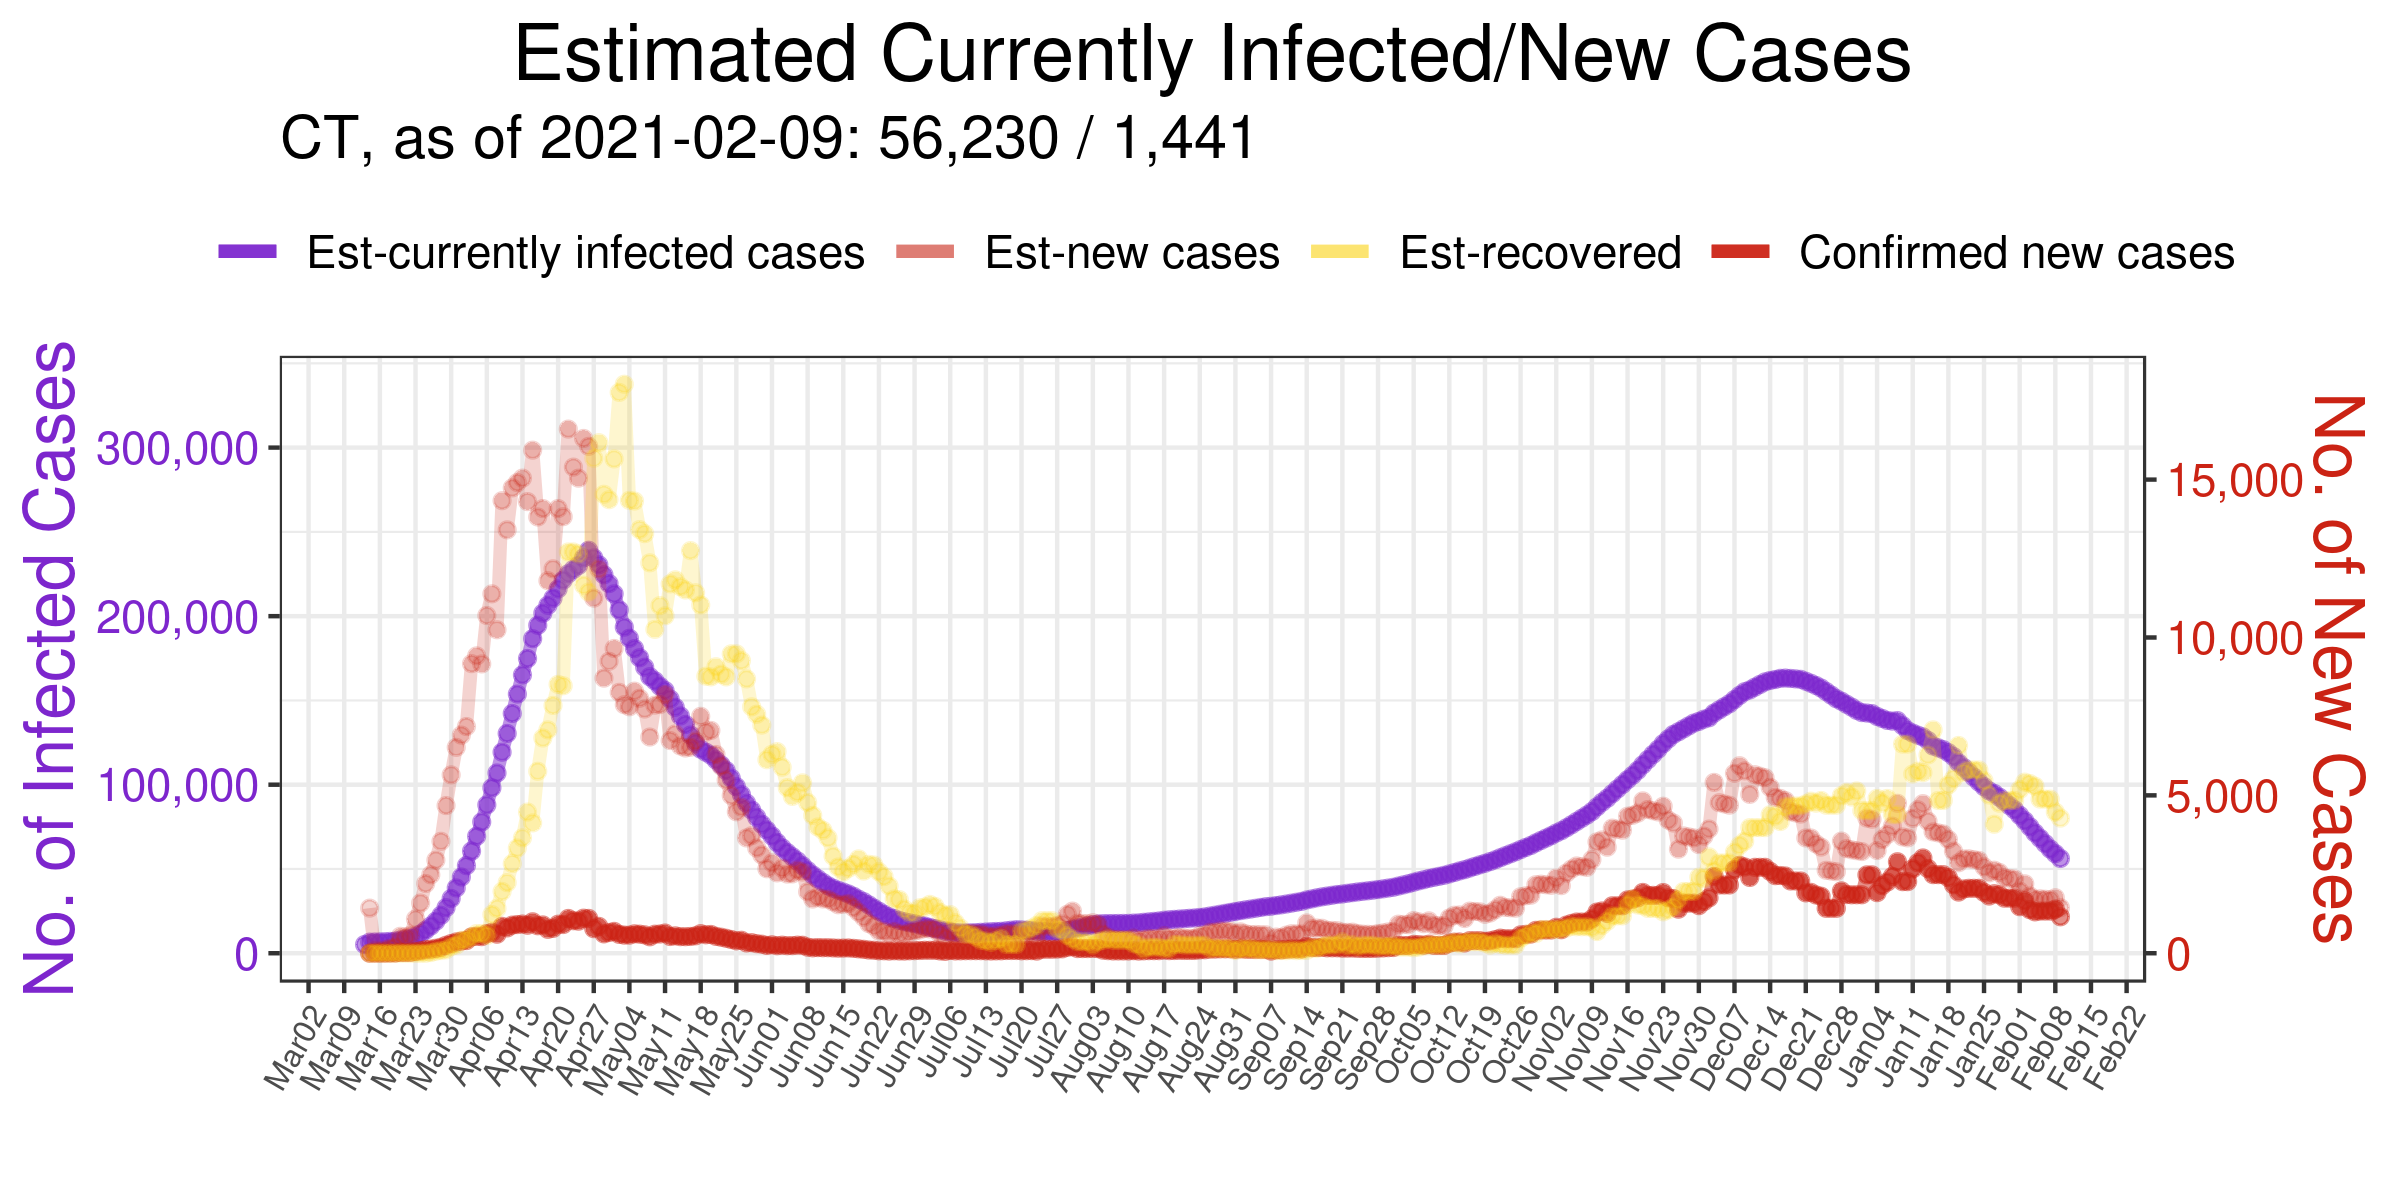 Estimated Currently Infected/New Cases
CT, as of 2021-02-09: 56,230 / 1,441
Est-currently infected cases Est-new cases Est-recovered Confirmed new cases
No. of Infected Cases
300,000
200,000
100,000
0
15,000
10,000
5,000
0
No. of New Cases
Mar02 Mar09 Mar16 Mar23 Mar30 Apr06 Apr13 Apr20 Apr27 May04 May11 May18 May25 Jun01 Jun08 Jun15 Jun22 Jun29 Jul06 Jul13 Jul20 Jul27 Aug03 Aug10 Aug17 Aug24 Aug31 Sep07 Sep14 Sep21 Sep28 Oct05 Oct12 Oct19 Oct26 Nov02 Nov09 Nov16 Nov23 Nov30 Dec07 Dec14 Dec21 Dec28 Jan04 Jan11 Jan18 Jan25 Feb01 Feb08 Feb15 Feb22